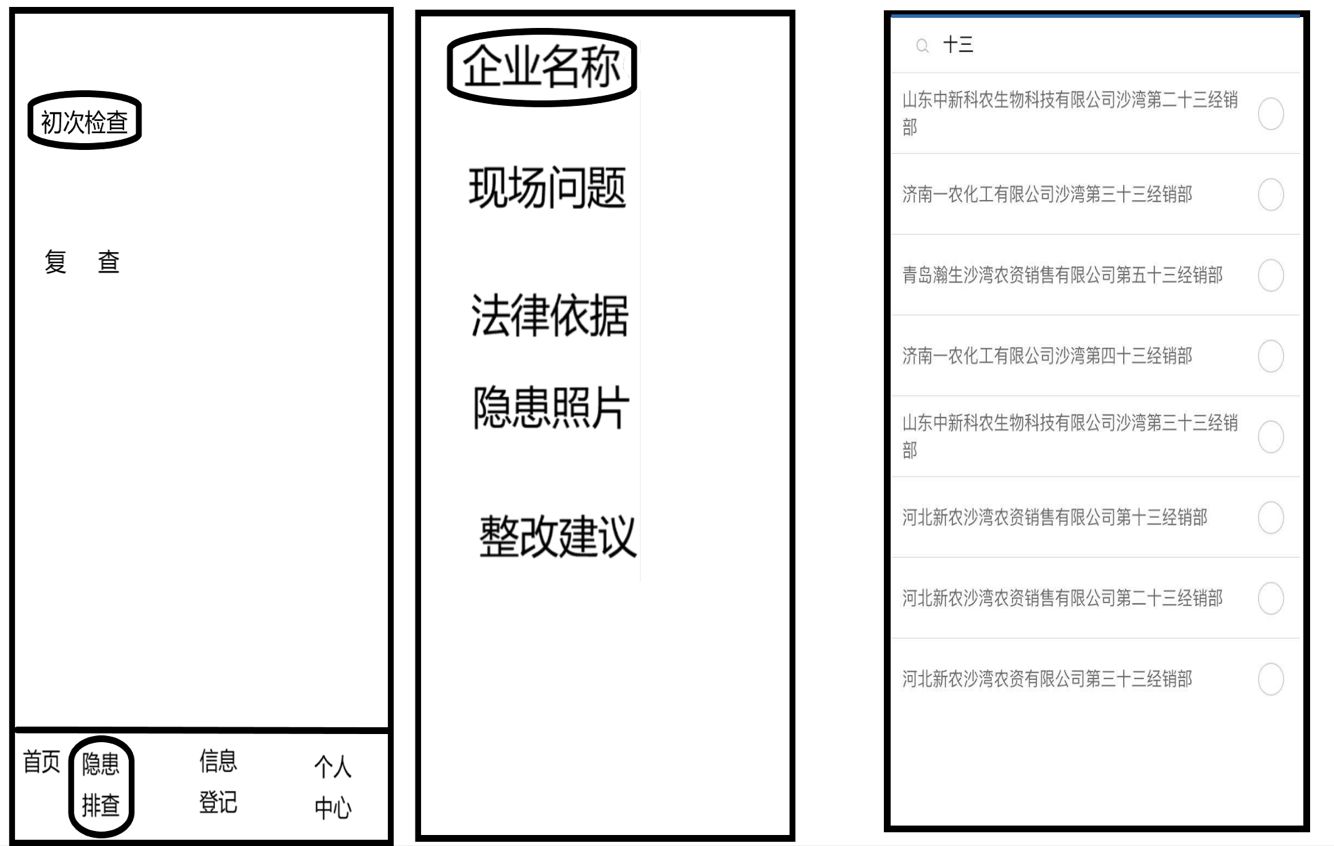 初次检查
复 查
首页
隐患
排查
信息
登记
个人
中心
企业名称
现场问题
法律依据
隐患照片
整改建议
十三
山东中新科农生物科技有限公司沙湾第二十三经销
部
济南一农化工有限公司沙湾第三十三经销部
青岛瀚生沙湾农资销售有限公司第五十三经销部
济南一农化工有限公司沙湾第四十三经销部
山东中新科农生物科技有限公司沙湾第三十三经销
部
河北新农沙湾农资销售有限公司第十三经销部
河北新农沙湾农资销售有限公司第二十三经销部
河北新农沙湾农资有限公司第三十三经销部